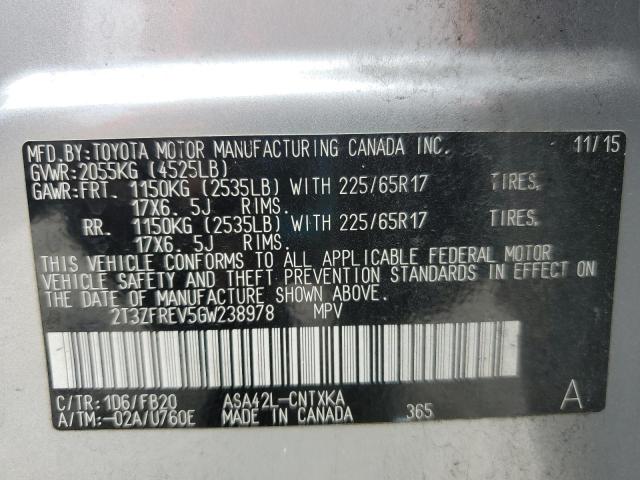 MFD.BY:TOYOTA MOTOR MANUFACTURING CANADA INC. 11/15
GVWR:2055KG (4525LB)
GAWR:FRT. 1150KG (2535LB) WITH 225/65R17 TIRES,
17X6. 5J RIMS.
RR. 1150KG (2535LB) WITH 225/65R17 TIRES,
17X6. 5J RIMS.
THIS VEHICLE CONFORMS TO ALL APPLICABLE FEDERAL MOTOR
VEHICLE SAFETY AND THEFT PREVENTION STANDARDS IN EFFECT ON
THE DATE OF MANUFACTURE SHOWN ABOVE.
2T3ZFREV5GW238978 MPV
C/TR:1D6/FB20 ASA42L-CNTXKA A
A/TM:-02A/U760E MADE IN CANADA 365